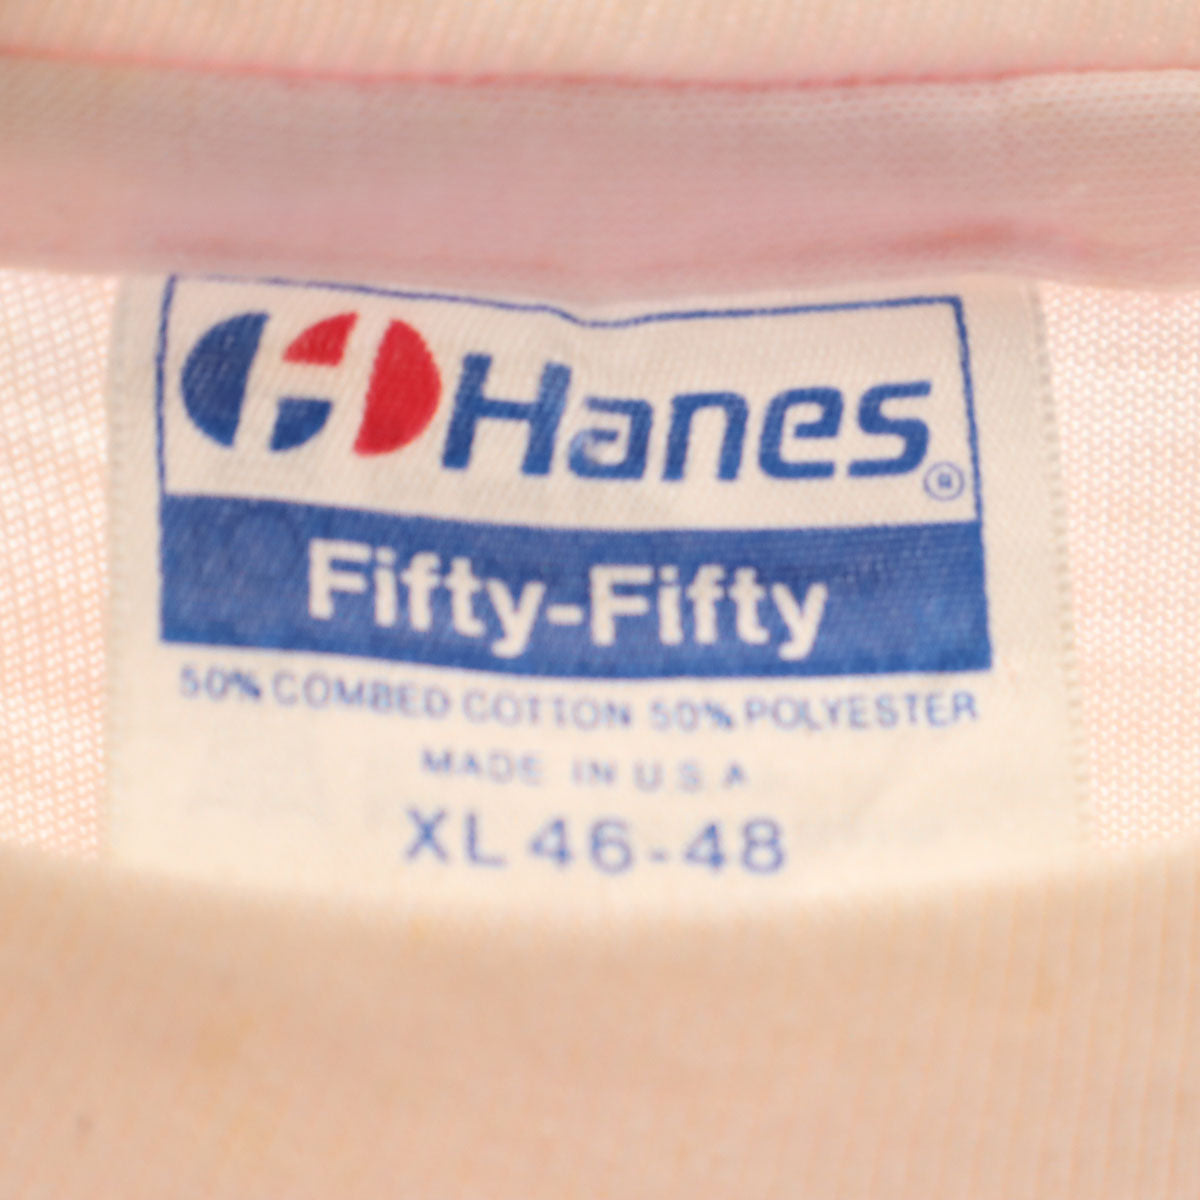 Hanes®
Fifty-Fifty
50% COMBED COTTON 50% POLYESTER
MADE IN U.S.A
XL 46-48